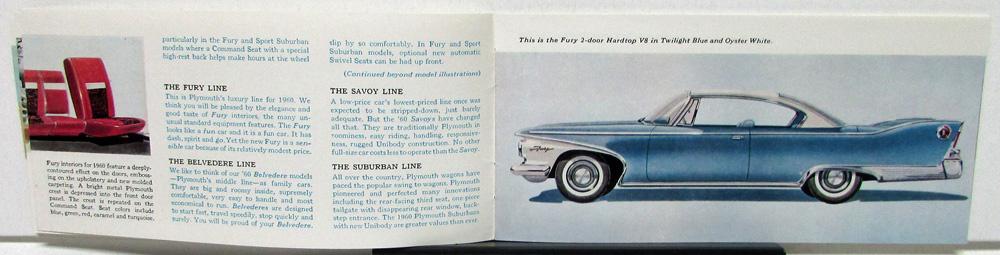 Fury interiors for 1960 feature a deeply-
contoured effect on the doors, emboss-
ing on the upholstery and new molded
carpeting. A bright metal Plymouth
crest is depressed into the front door
panel. The crest is repeated on the
Command Seat. Seat colors include
blue, green, red, caramel and turquoise.
particularly in the Fury and Sport Suburban
models where a Command Seat with a special
high-rest back helps make hours at the wheel
THE FURY LINE
This is Plymouth's luxury line for 1960. We
think you will be pleased by the elegance and
good taste of Fury interiors, the many un-
usual standard equipment features. The Fury
looks like a fun car and it is a fun car. It has
dash, spirit and go. Yet the new Fury is a sen-
sible car because of its relatively modest price.
THE BELVEDERE LINE
We like to think of our '60 Belvedere models
—Plymouth's middle line—as family cars.
They are big and roomy inside, supremely
comfortable, very easy to handle and most
economical to run. Belvederes are designed
to start fast, travel speedily, stop quickly and
surely. You will be proud of your Belvedere.
slip by so comfortably. In Fury and Sport
Suburban models, optional new automatic
Swivel Seats can be had up front.
(Continued beyond model illustrations)
THE SAVOY LINE
A low-price car's lowest-priced line once was
expected to be stripped-down, just barely
adequate. But the '60 Savoys have changed
all that. They are traditionally Plymouth in
roominess, easy riding, handling, responsive-
ness, rugged Unibody construction. No other
full-size car costs less to operate than the Savoy.
THE SUBURBAN LINE
All over the country, Plymouth wagons have
paced the popular swing to wagons. Plymouth
pioneered and perfected many innovations
including the rear-facing third seat, one piece
tailgate with disappearing rear window, back-
step entrance. The 1960 Plymouth Suburbans
with new Unibody are greater values than ever.
This is the Fury 2-door Hardtop V8 in Twilight Blue and Oyster White.
Fury